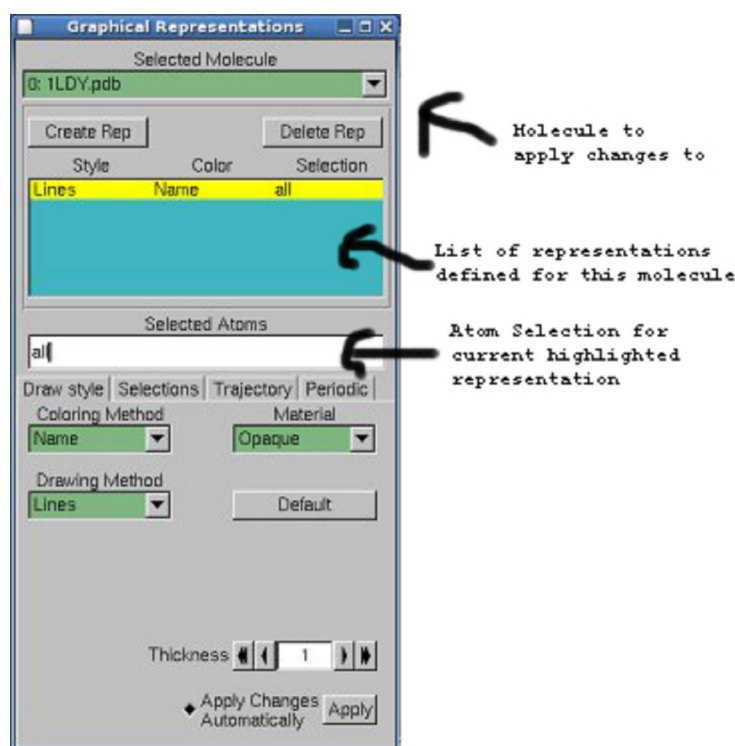 Graphical Representations
Selected Molecule
0: 1LDY.pdb
Create Rep
Delete Rep
Style Color Selection
Lines Name all
Selected Atoms
all
Draw style Selections Trajectory Periodic
Coloring Method Material
Name Opaque
Drawing Method
Lines Default
Thickness 1
Apply Changes
Automatically
Apply
Molecule to
apply changes to
List of representations
defined for this molecule
Atom Selection for
current highlighted
representation